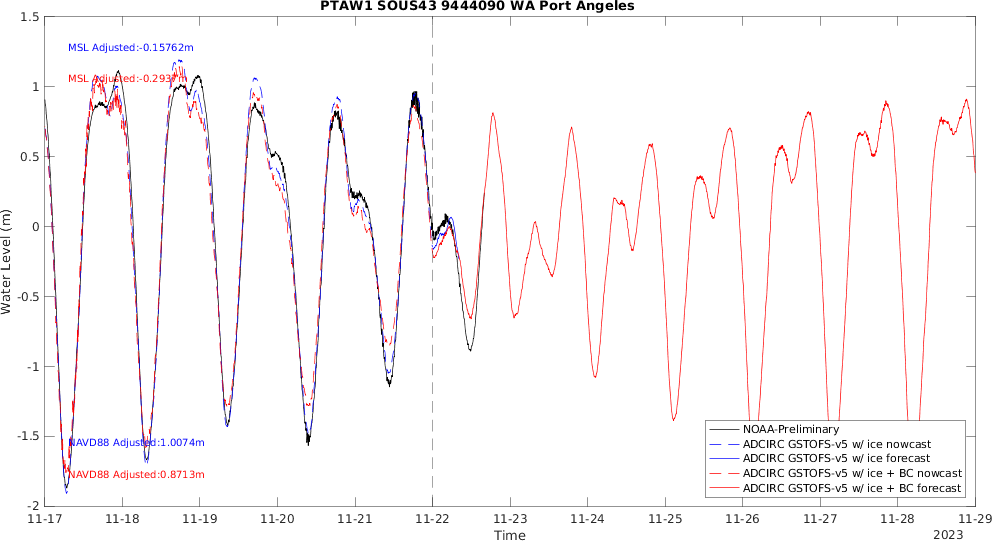 PTAW1 SOUS43 9444090 WA Port Angeles
1.5
1
0.5
0
-0.5
-1
-1.5
-2
Water Level (m)
MSL Adjusted:-0.15762m
MSL Adjusted:-0.2937m
NAVD88 Adjusted:1.0074m
NAVD88 Adjusted:0.8713m
NOAA-Preliminary
ADCIRC GSTOFS-v5 w/ ice nowcast
ADCIRC GSTOFS-v5 w/ ice forecast
ADCIRC GSTOFS-v5 w/ ice + BC nowcast
ADCIRC GSTOFS-v5 w/ ice + BC forecast
11-17 11-18 11-19 11-20 11-21 11-22 11-23 11-24 11-25 11-26 11-27 11-28 11-29
Time
2023